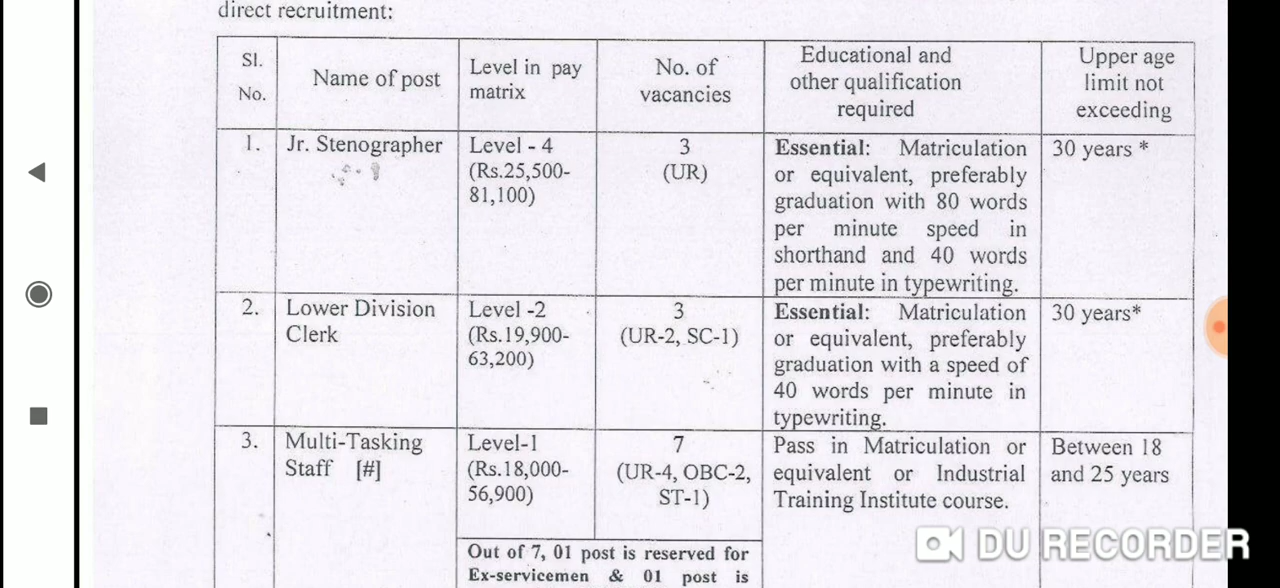 direct recruitment:
Sl.
No.
Name of post
Level in pay
matrix
No. of
vacancies
Educational and
other qualification
required
Upper age
limit not
exceeding
1.
Jr. Stenographer
Level - 4
(Rs.25,500-
81,100)
3
(UR)
Essential: Matriculation
or equivalent, preferably
graduation with 80 words
per minute speed in
shorthand and 40 words
per minute in typewriting.
30 years *
2.
Lower Division
Clerk
Level -2
(Rs.19,900-
63,200)
3
(UR-2, SC-1)
Essential: Matriculation
or equivalent, preferably
graduation with a speed of
40 words per minute in
typewriting.
30 years*
3.
Multi-Tasking
Staff [#]
Level-1
(Rs.18,000-
56,900)
7
(UR-4, OBC-2,
ST-1)
Pass in Matriculation or
equivalent or Industrial
Training Institute course.
Between 18
and 25 years
Out of 7, 01 post is reserved for
Ex-servicemen & 01 post is
DU RECORDER